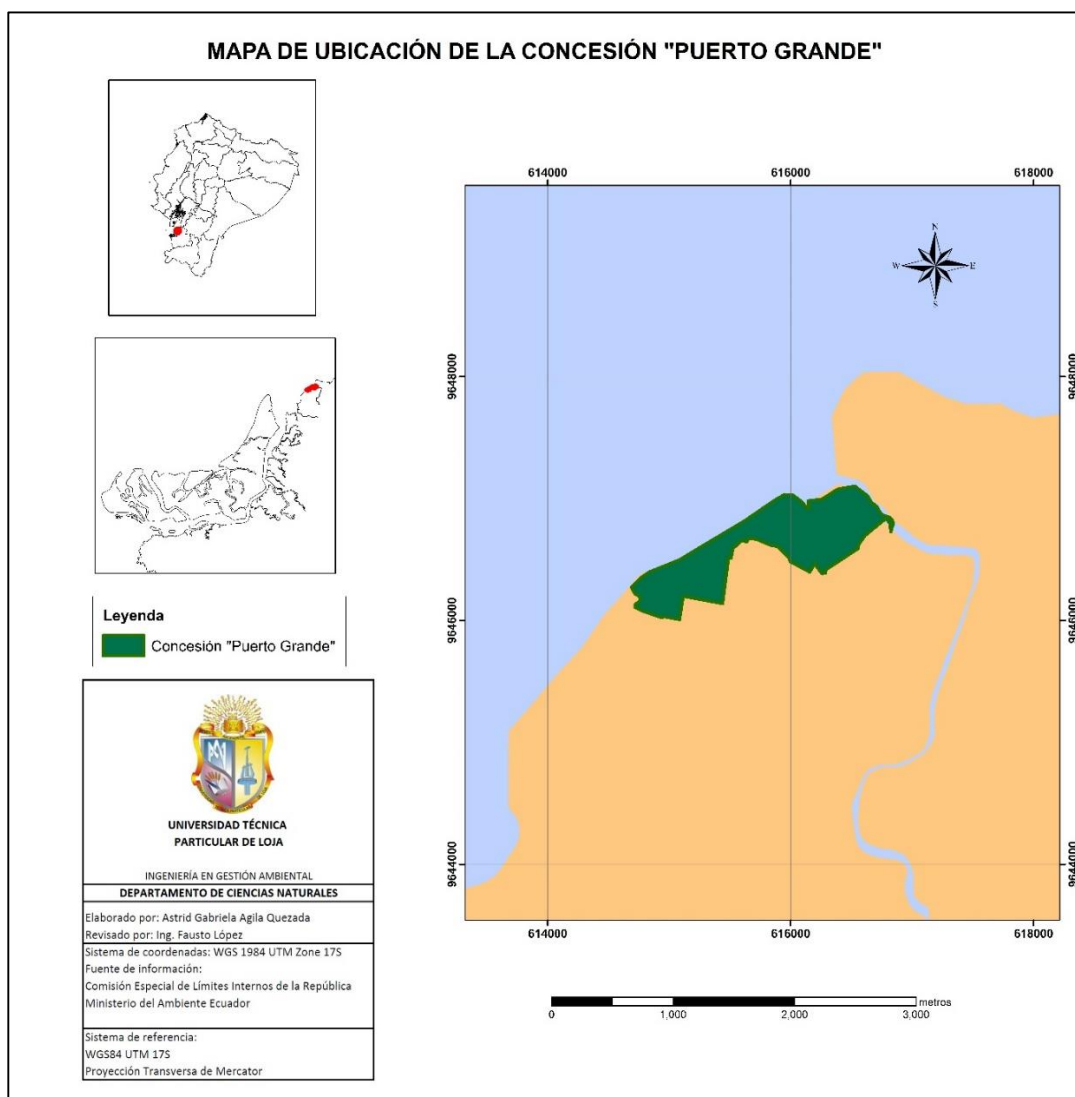 MAPA DE UBICACIÓN DE LA CONCESIÓN "PUERTO GRANDE"
614000
616000
618000
N
W
E
S
9648000
9648000
9646000
9646000
9644000
9644000
614000
616000
618000
metros
0
1,000
2,000
3,000
Leyenda
Concesión "Puerto Grande"
UNIVERSIDAD TÉCNICA
PARTICULAR DE LOJA
INGENIERÍA EN GESTIÓN AMBIENTAL
DEPARTAMENTO DE CIENCIAS NATURALES
Elaborado por: Astrid Gabriela Agila Quezada
Revisado por: Ing. Fausto López
Sistema de coordenadas: WGS 1984 UTM Zone 17S
Fuente de información:
Comisión Especial de Límites Internos de la República
Ministerio del Ambiente Ecuador
Sistema de referencia:
WGS84 UTM 17S
Proyección Transversa de Mercator